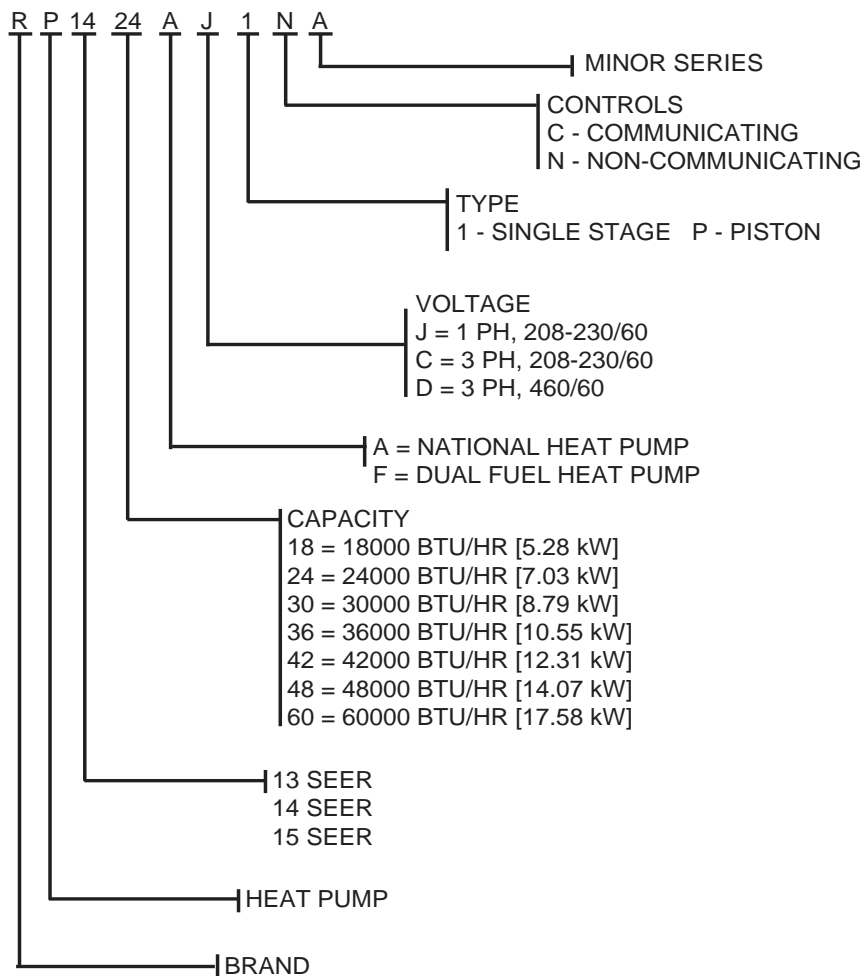 R P 14 24 A J 1 N A
MINOR SERIES
CONTROLS
C - COMMUNICATING
N - NON-COMMUNICATING
TYPE
1 - SINGLE STAGE P - PISTON
VOLTAGE
J = 1 PH, 208-230/60
C = 3 PH, 208-230/60
D = 3 PH, 460/60
A = NATIONAL HEAT PUMP
F = DUAL FUEL HEAT PUMP
CAPACITY
18 = 18000 BTU/HR [5.28 kW]
24 = 24000 BTU/HR [7.03 kW]
30 = 30000 BTU/HR [8.79 kW]
36 = 36000 BTU/HR [10.55 kW]
42 = 42000 BTU/HR [12.31 kW]
48 = 48000 BTU/HR [14.07 kW]
60 = 60000 BTU/HR [17.58 kW]
13 SEER
14 SEER
15 SEER
HEAT PUMP
BRAND